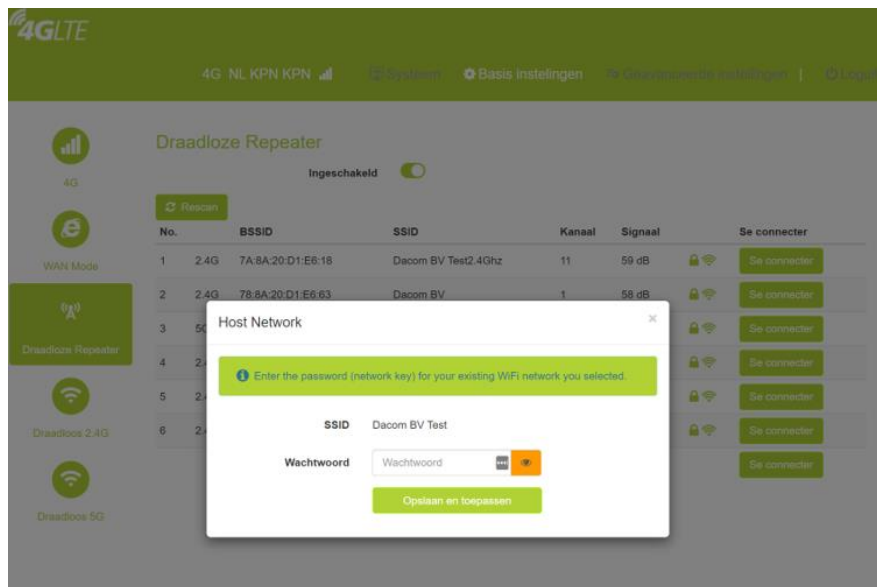 4GLTE
4G NL KPN KPN Systeem Basis instelingen Geavanceerde instellingen | Logout
Draadloze Repeater
Ingeschakeld
4G
Rescan
No. BSSID SSID Kanaal Signaal Se connecter
1 2.4G 7A:8A:20:D1:E6:18 Dacom BV Test2.4Ghz 11 59 dB Se connecter
WAN Mode
2 2.4G 78:8A:20:D1:E6:63 Dacom BV 1 58 dB Se connecter
Host Network ×
3 Se connecter
Draadloze Repeater
4 Se connecter
Enter the password (network key) for your existing WiFi network you selected.
5 Se connecter
SSID Dacom BV Test
6 Se connecter
Draadloos 2.4G
Wachtwoord Wachtwoord
Se connecter
Opslaan en toepassen
Draadloos 5G